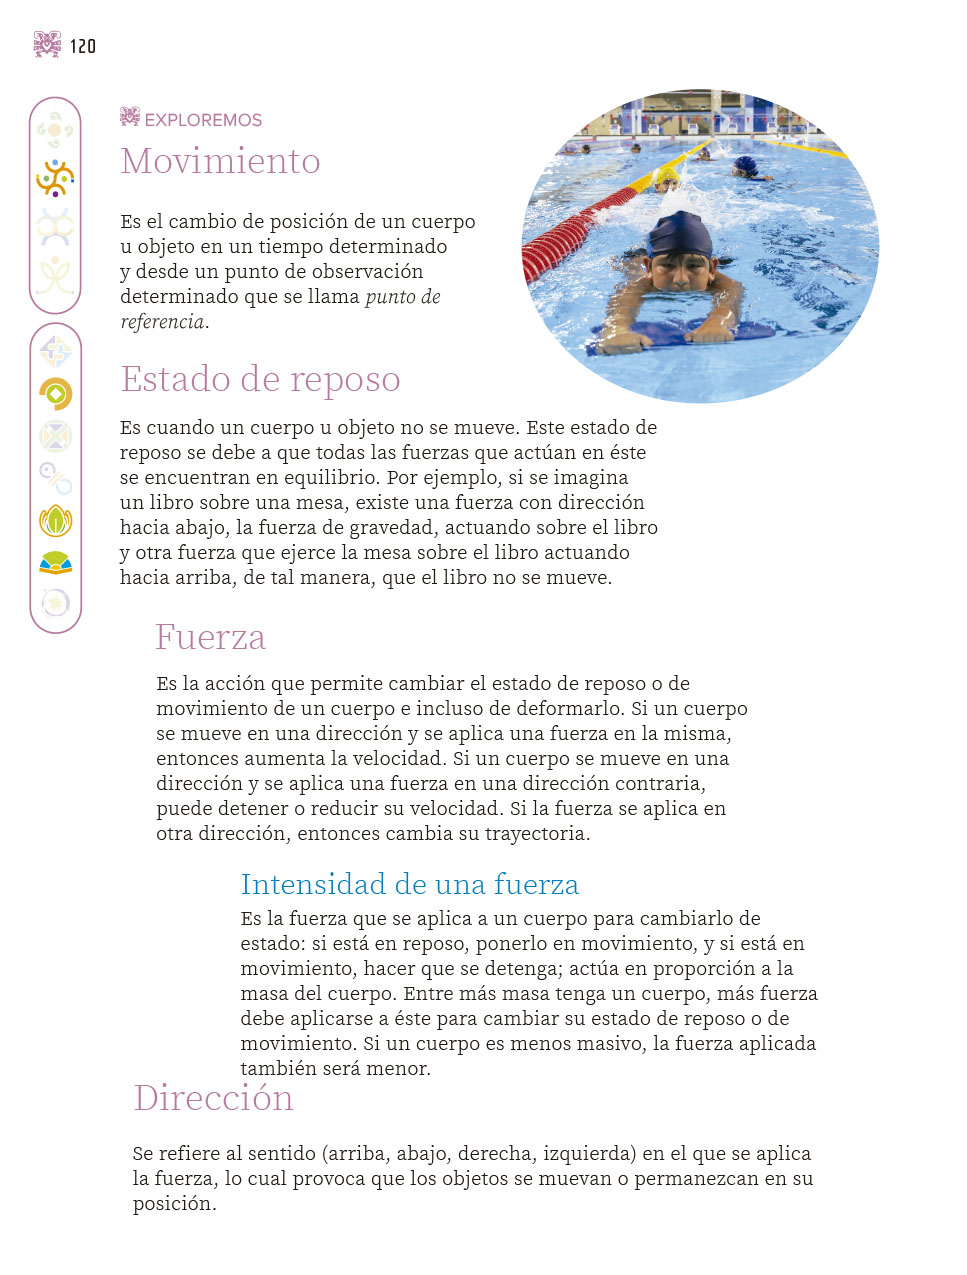 120
EXPLOREMOS
Movimiento
Es el cambio de posición de un cuerpo
u objeto en un tiempo determinado
y desde un punto de observación
determinado que se llama punto de
referencia.
Estado de reposo
Es cuando un cuerpo u objeto no se mueve. Este estado de
reposo se debe a que todas las fuerzas que actúan en éste
se encuentran en equilibrio. Por ejemplo, si se imagina
un libro sobre una mesa, existe una fuerza con dirección
hacia abajo, la fuerza de gravedad, actuando sobre el libro
y otra fuerza que ejerce la mesa sobre el libro actuando
hacia arriba, de tal manera, que el libro no se mueve.
Fuerza
Es la acción que permite cambiar el estado de reposo o de
movimiento de un cuerpo e incluso de deformarlo. Si un cuerpo
se mueve en una dirección y se aplica una fuerza en la misma,
entonces aumenta la velocidad. Si un cuerpo se mueve en una
dirección y se aplica una fuerza en una dirección contraria,
puede detener o reducir su velocidad. Si la fuerza se aplica en
otra dirección, entonces cambia su trayectoria.
Intensidad de una fuerza
Es la fuerza que se aplica a un cuerpo para cambiarlo de
estado: si está en reposo, ponerlo en movimiento, y si está en
movimiento, hacer que se detenga; actúa en proporción a la
masa del cuerpo. Entre más masa tenga un cuerpo, más fuerza
debe aplicarse a éste para cambiar su estado de reposo o de
movimiento. Si un cuerpo es menos masivo, la fuerza aplicada
también será menor.
Dirección
Se refiere al sentido (arriba, abajo, derecha, izquierda) en el que se aplica
la fuerza, lo cual provoca que los objetos se muevan o permanezcan en su
posición.